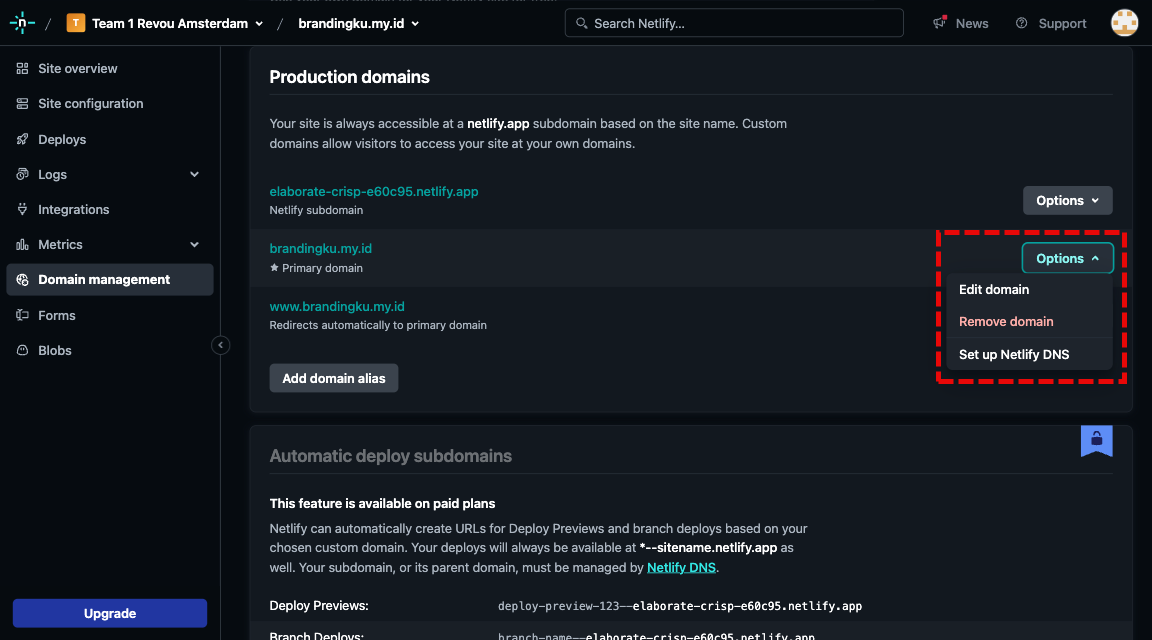 / T Team 1 Revou Amsterdam / brandingku.my.id
Search Netlify…
News
Support
Site overview
Site configuration
Deploys
Logs
Integrations
Metrics
Domain management
Forms
Blobs
Upgrade
Production domains
Your site is always accessible at a netlify.app subdomain based on the site name. Custom
domains allow visitors to access your site at your own domains.
elaborate-crisp-e60c95.netlify.app
Netlify subdomain
Options
brandingku.my.id
Primary domain
Options
Edit domain
Remove domain
Set up Netlify DNS
www.brandingku.my.id
Redirects automatically to primary domain
Add domain alias
Automatic deploy subdomains
This feature is available on paid plans
Netlify can automatically create URLs for Deploy Previews and branch deploys based on your
chosen custom domain. Your deploys will always be available at *--sitename.netlify.app as
well. Your subdomain, or its parent domain, must be managed by Netlify DNS.
Deploy Previews: deploy-preview-123--elaborate-crisp-e60c95.netlify.app
Branch Deploys: branch-name--elaborate-crisp-e60c95.netlify.app